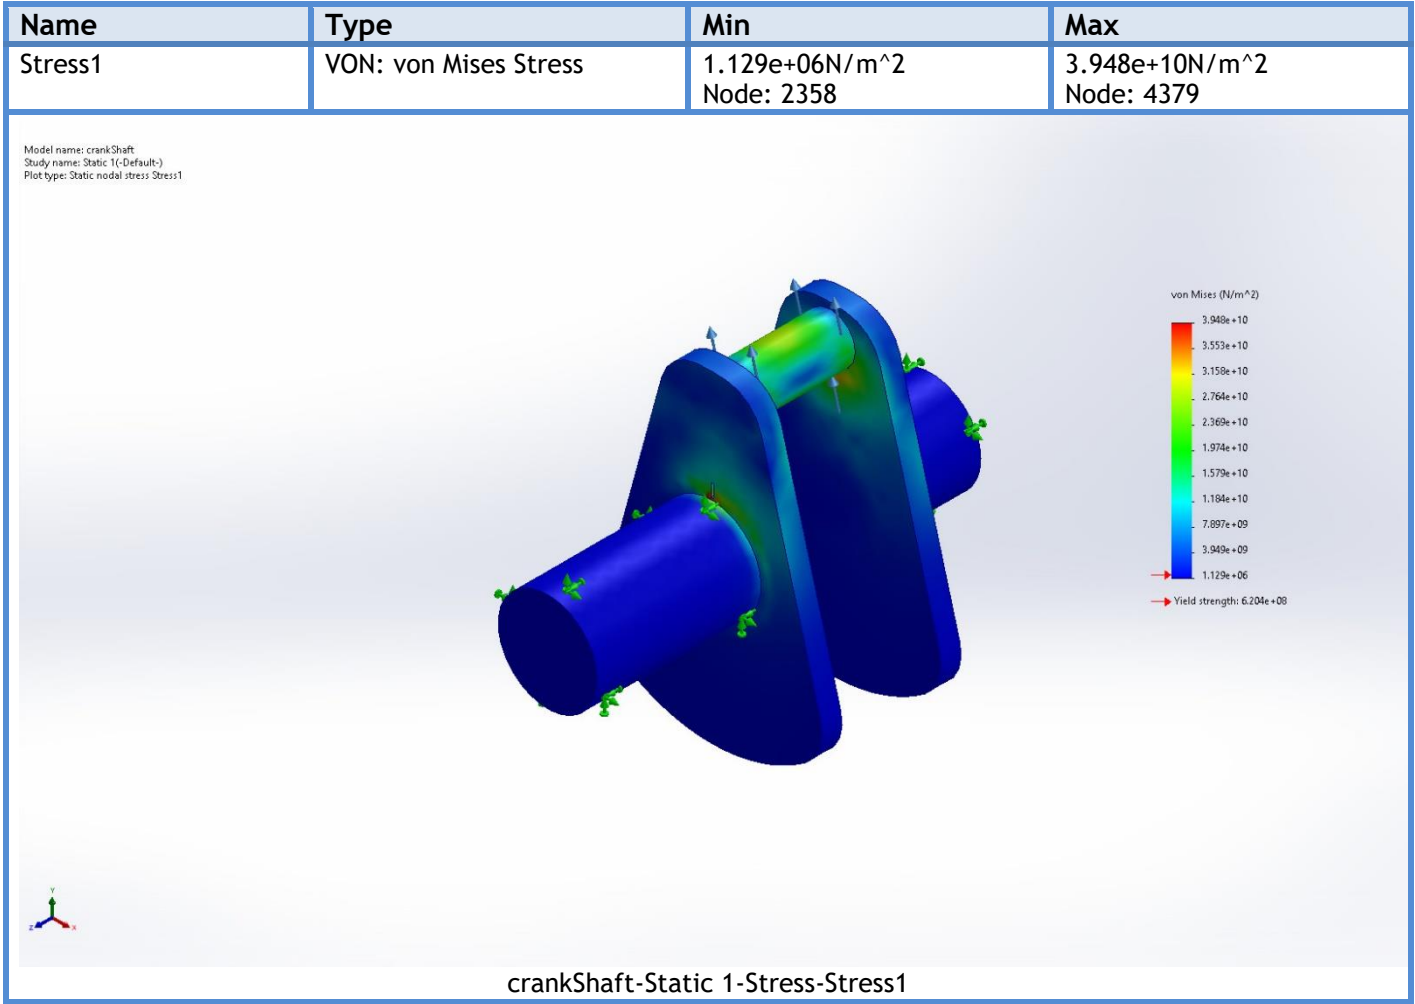 Name Type Min Max
Stress1 VON: von Mises Stress 1.129e+06N/m^2 3.948e+10N/m^2
Node: 2358 Node: 4379
Model name: crankShaft
Study name: Static 1(-Default-)
Plot type: Static nodal stress Stress1
von Mises (N/m^2)
3.948e+10
3.553e+10
3.158e+10
2.764e+10
2.369e+10
1.974e+10
1.579e+10
1.184e+10
7.897e+09
3.949e+09
1.129e+06
Yield strength: 6.204e+08
Y
Z X
crankShaft-Static 1-Stress-Stress1